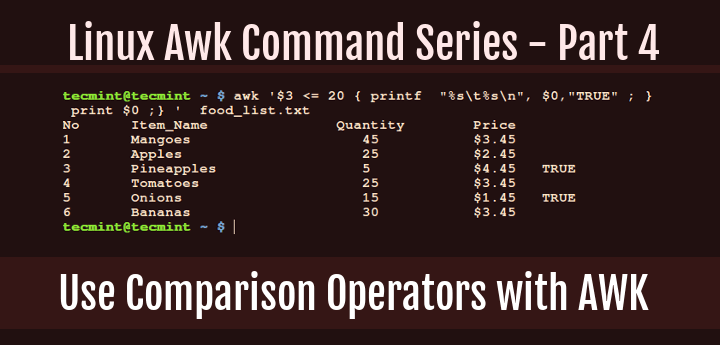 Linux Awk Command Series - Part 4
tecmint@tecmint ~ $ awk '$3 <= 20 { printf "%s\t%s\n", $0,"TRUE" ; }
print $0 ;} ' food_list.txt
No Item_Name Quantity Price
1 Mangoes 45 $3.45
2 Apples 25 $2.45
3 Pineapples 5 $4.45 TRUE
4 Tomatoes 25 $3.45
5 Onions 15 $1.45 TRUE
6 Bananas 30 $3.45
tecmint@tecmint ~ $
Use Comparison Operators with AWK